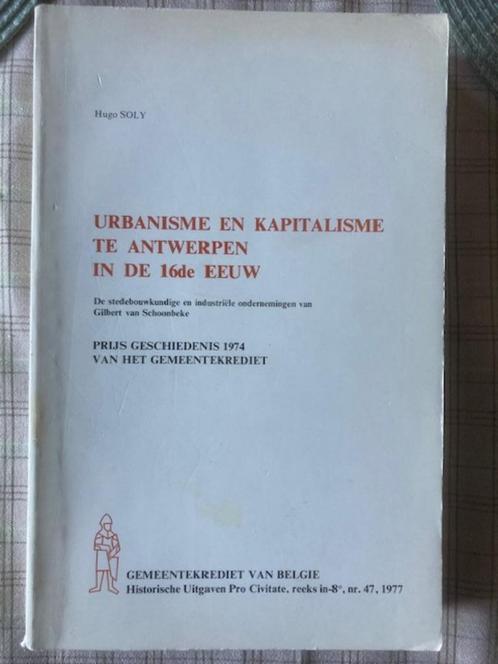 Hugo SOLY
URBANISME EN KAPITALISME
TE ANTWERPEN
IN DE 16de EEUW
De stedebouwkundige en industriële ondernemingen van
Gilbert van Schoonbeke
PRIJS GESCHIEDENIS 1974
VAN HET GEMEENTEKREDIET
GEMEENTEKREDIET VAN BELGIE
Historische Uitgaven Pro Civitate, reeks in-8°, nr. 47, 1977